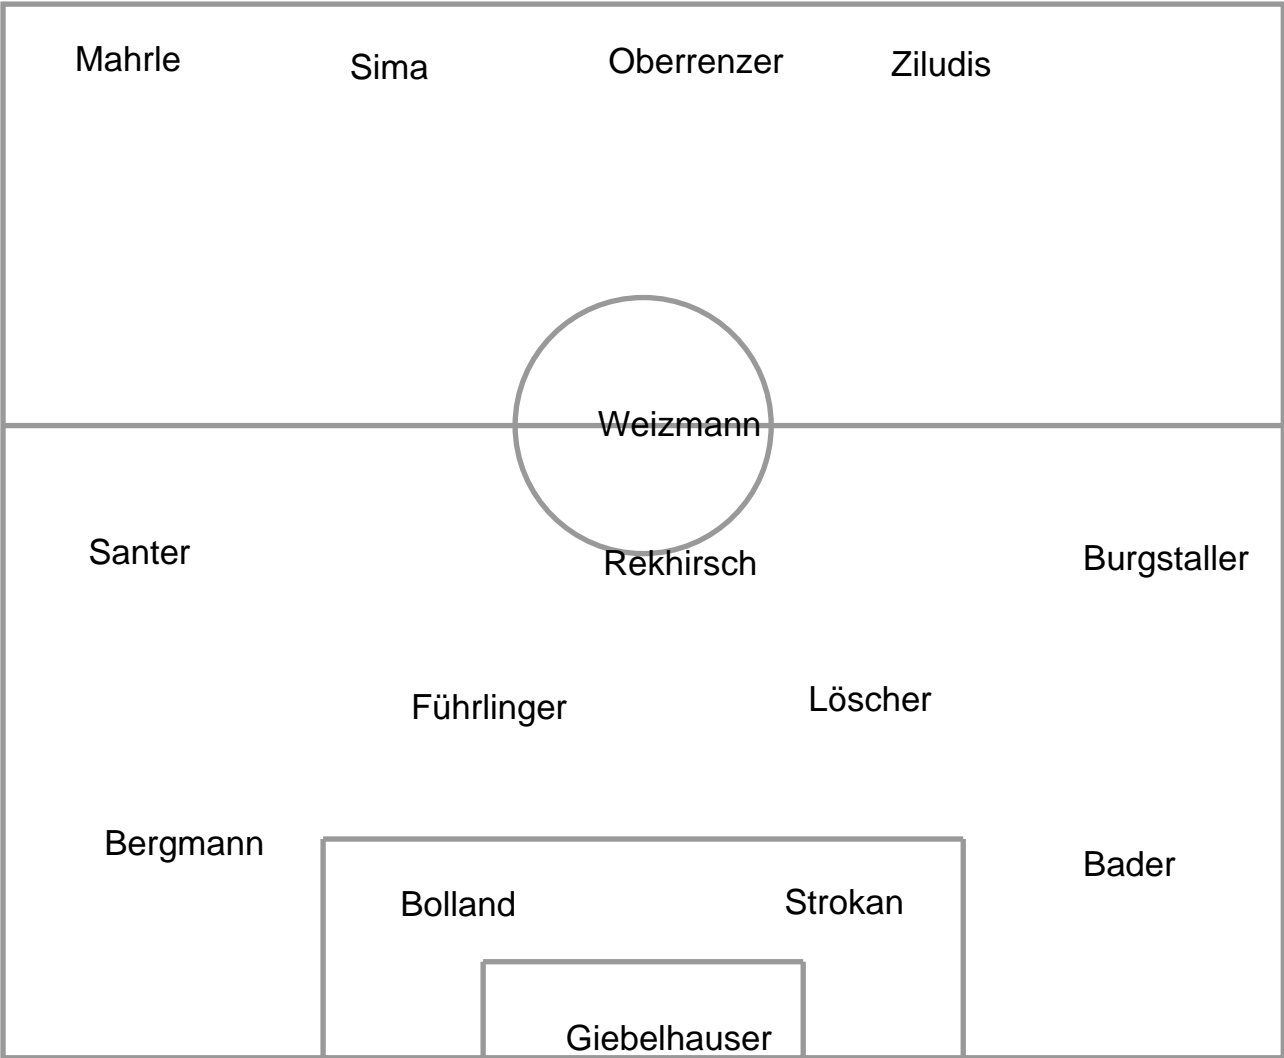 Mahrle
Sima
Oberrenzer
Ziludis
Weizmann
Santer
Rekhirsch
Burgstaller
Führlinger
Löscher
Bergmann
Bader
Bolland
Strokan
Giebelhauser